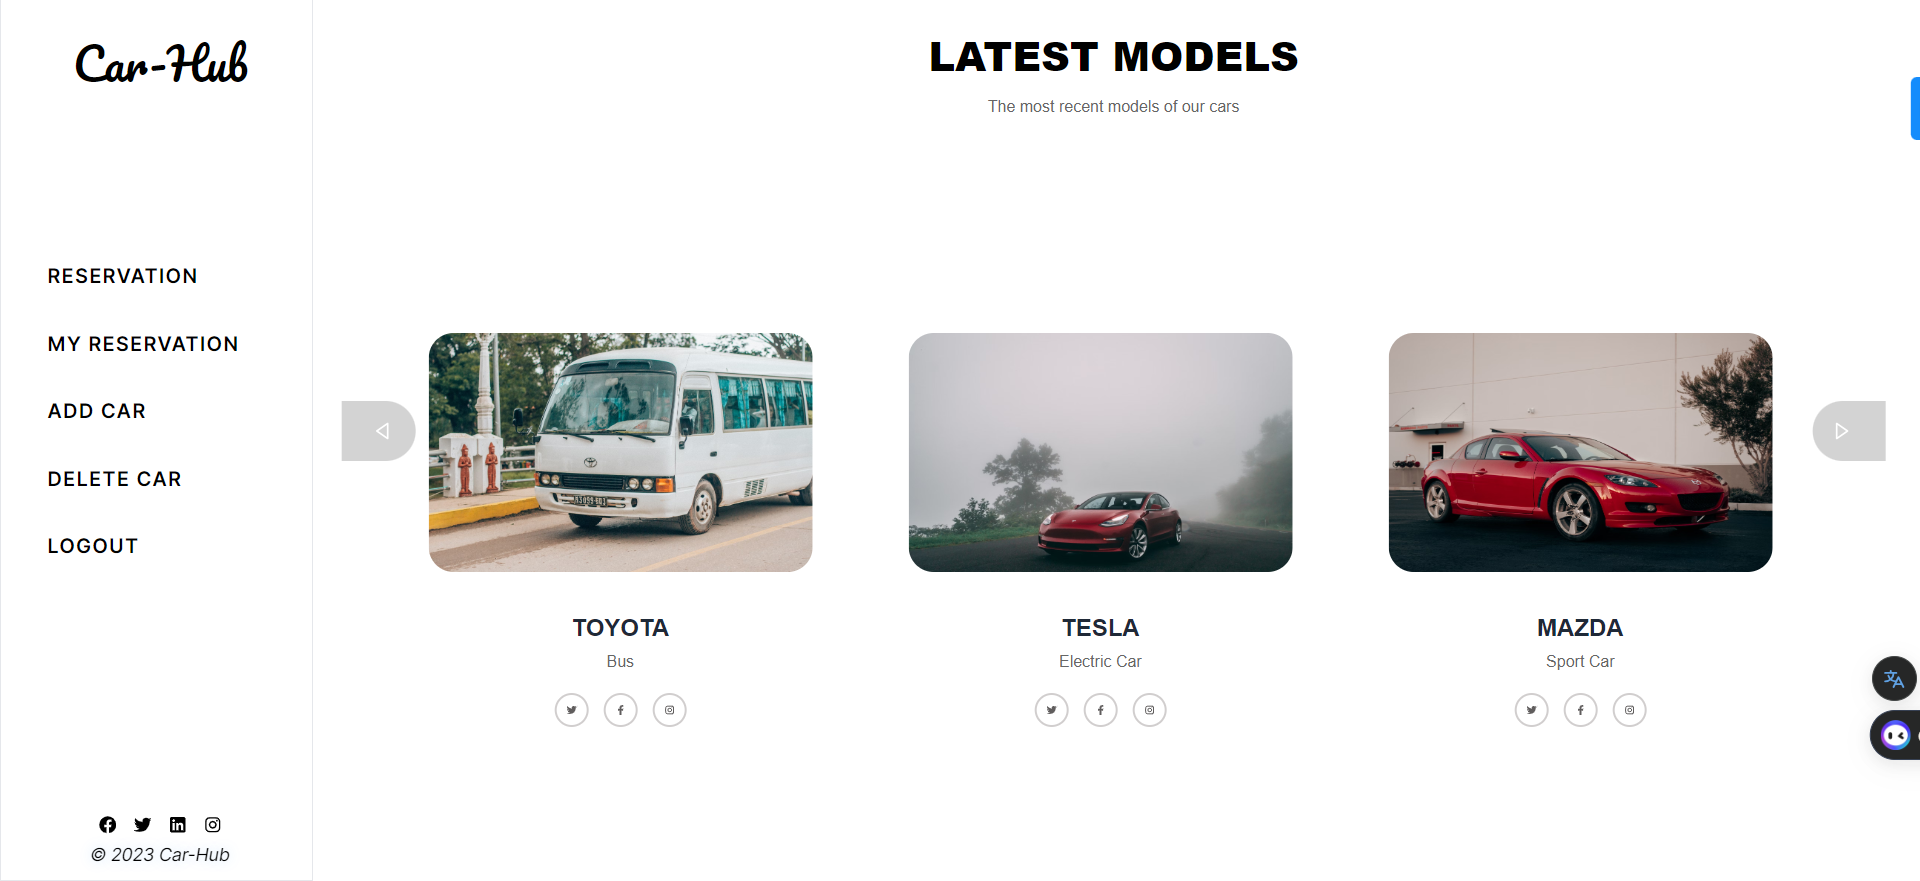 Car-Hub
RESERVATION
MY RESERVATION
ADD CAR
DELETE CAR
LOGOUT
© 2023 Car-Hub
LATEST MODELS
The most recent models of our cars
TOYOTA
Bus
TESLA
Electric Car
MAZDA
Sport Car